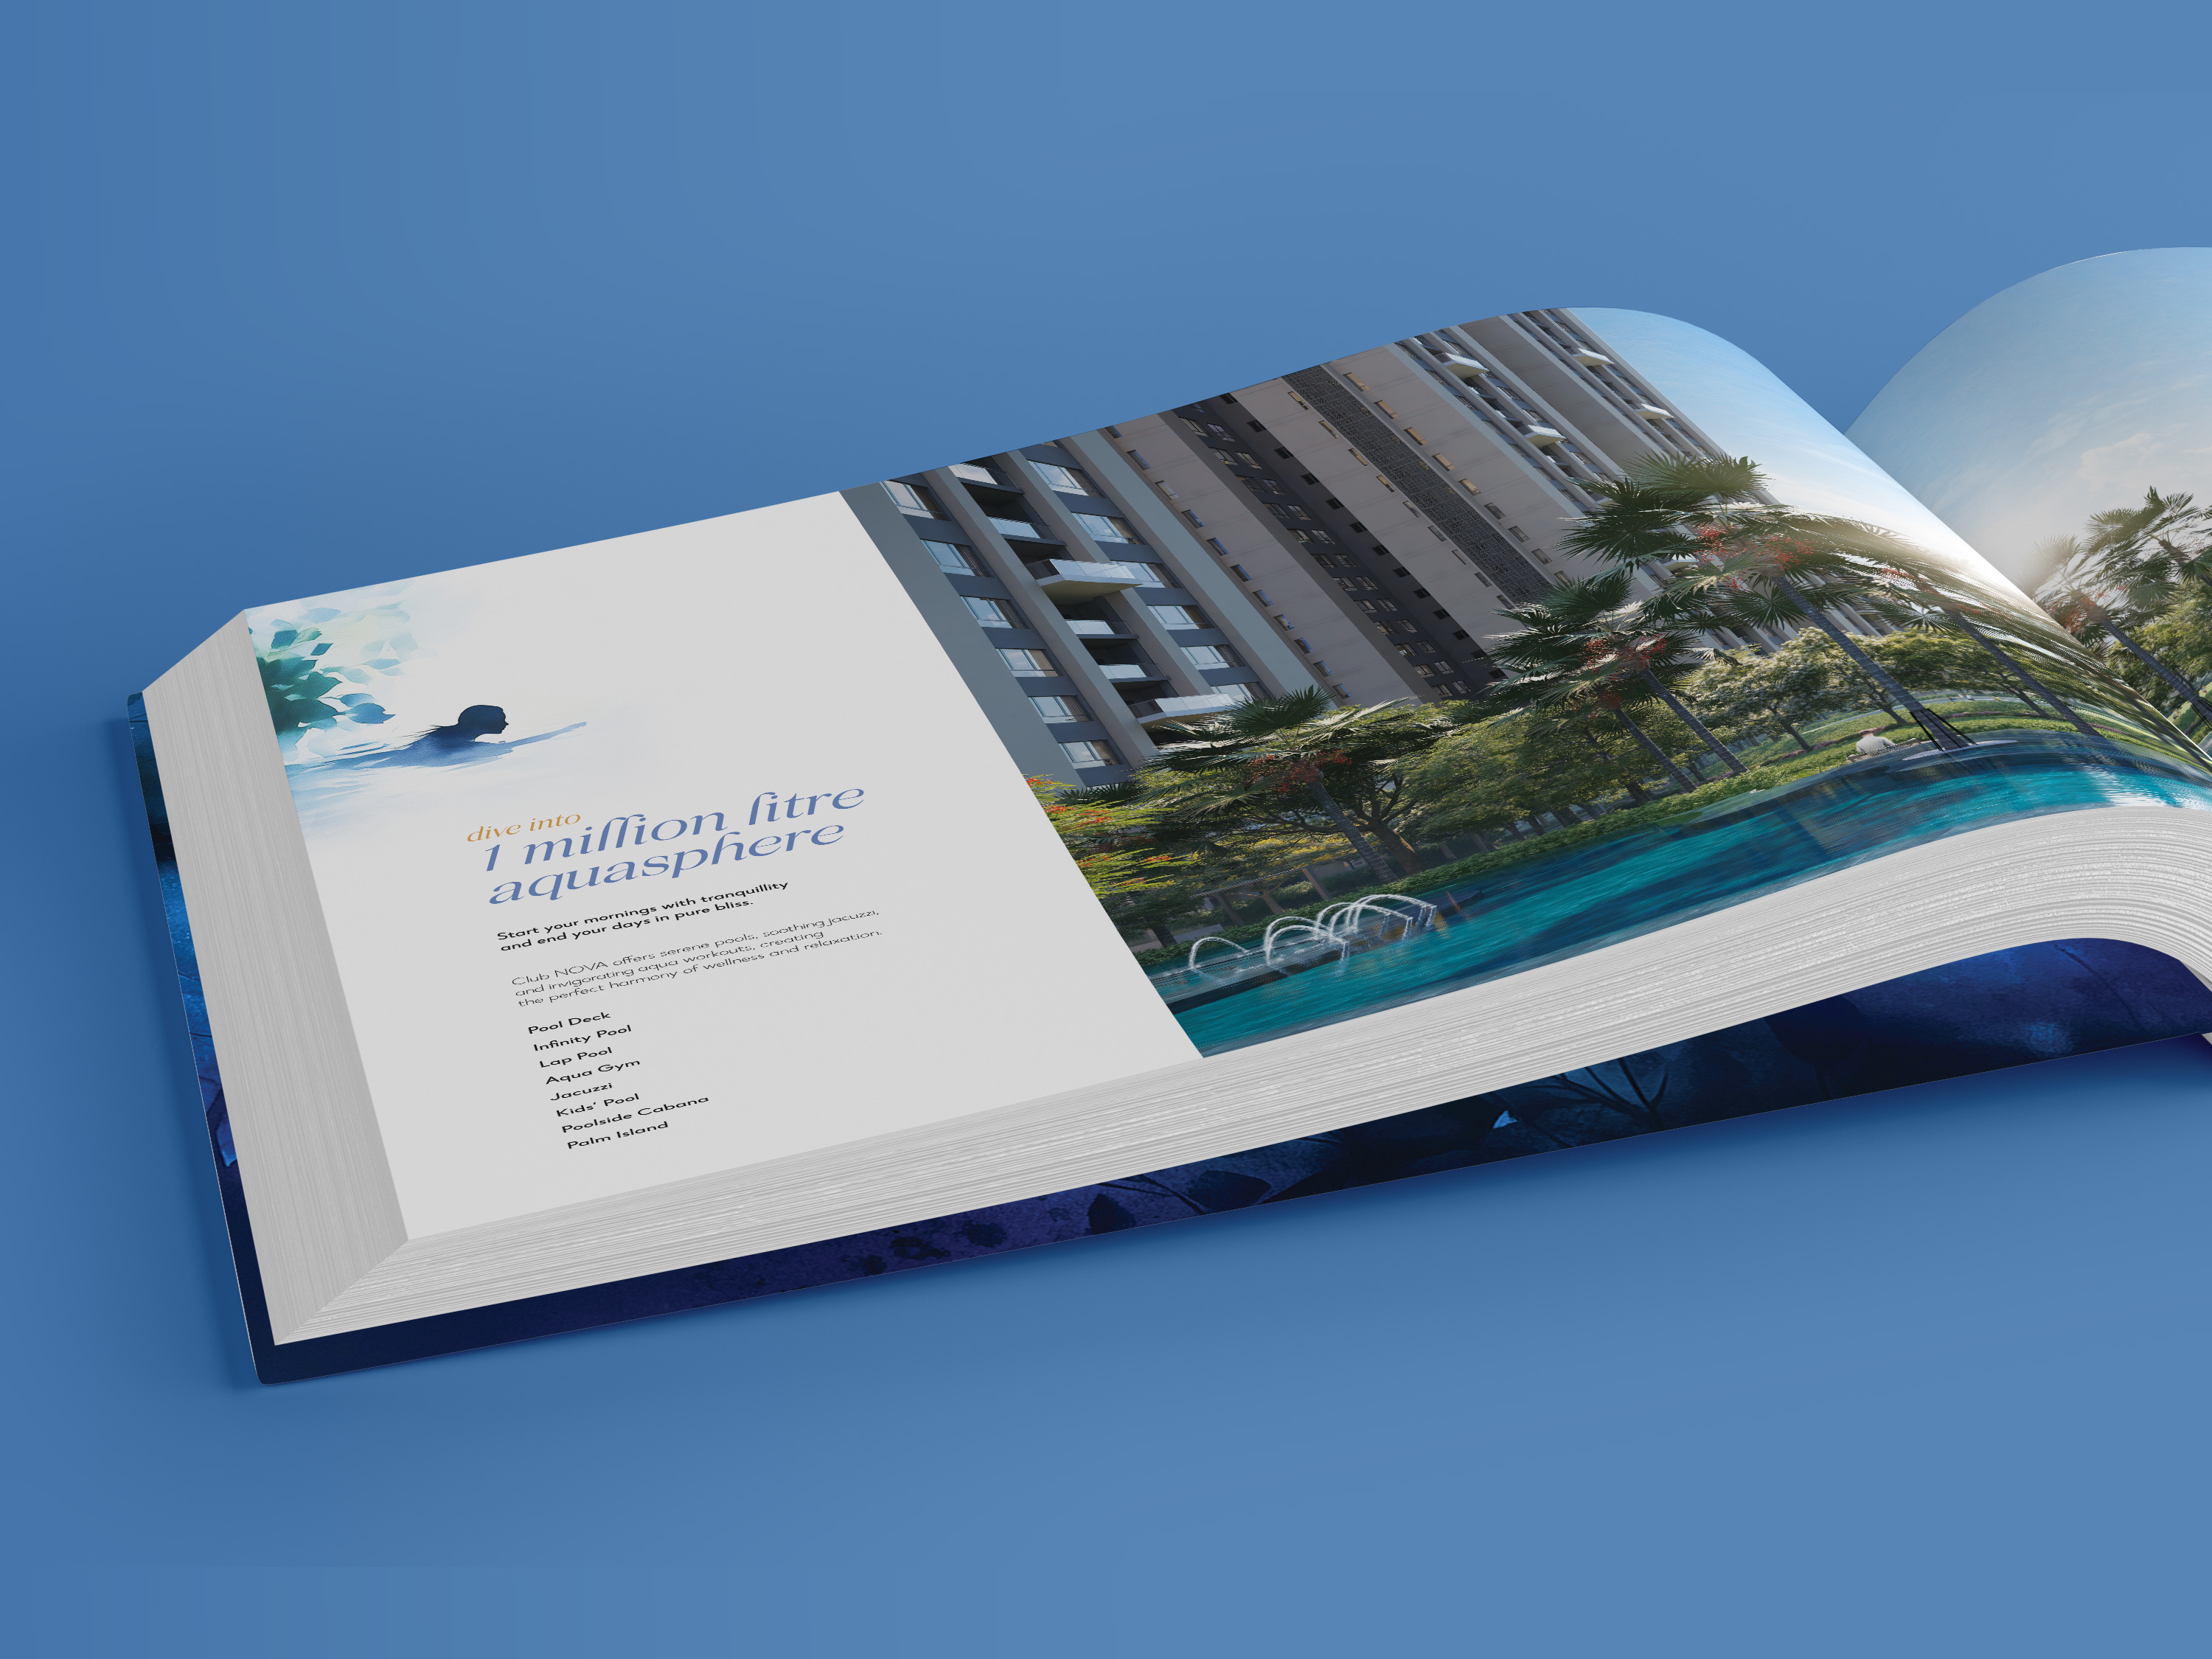 dive into
1 million litre
aquasphere
Start your mornings with tranquillity
and end your days in pure bliss.
Club NOVA offers serene pools, soothing jacuzzi,
and invigorating aqua workouts, creating
the perfect harmony of wellness and relaxation.
Pool Deck
Infinity Pool
Lap Pool
Aqua Gym
Jacuzzi
Kids' Pool
Poolside Cabana
Palm Island